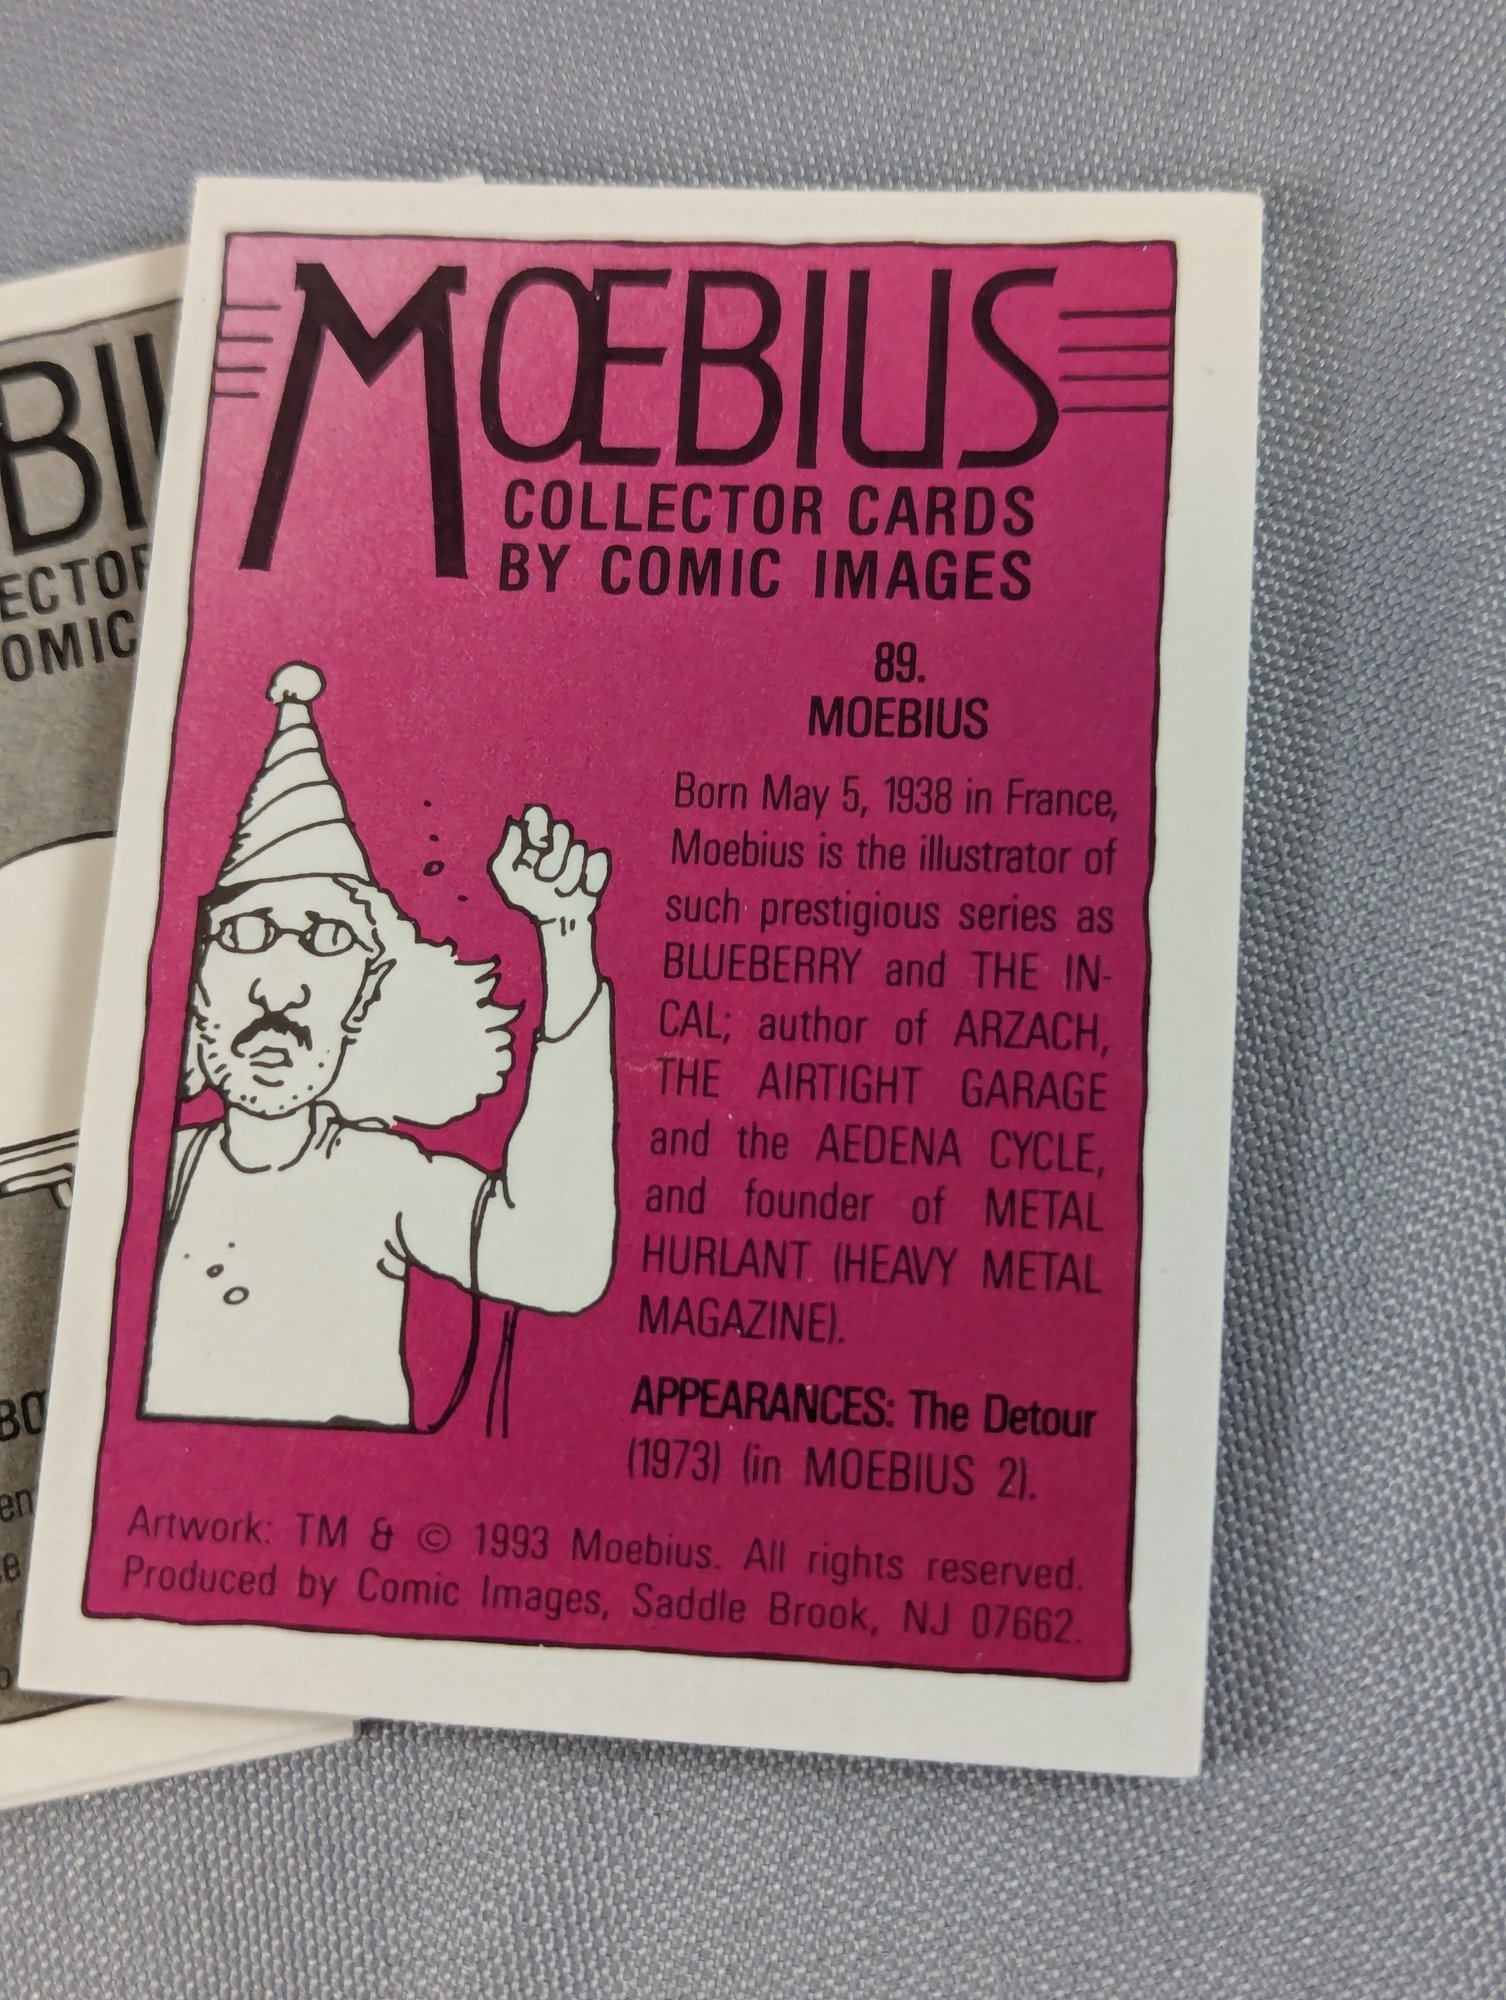 MŒBIUS
COLLECTOR CARDS
BY COMIC IMAGES
89.
MOEBIUS
Born May 5, 1938 in France,
Moebius is the illustrator of
such prestigious series as
BLUEBERRY and THE IN-
CAL; author of ARZACH,
THE AIRTIGHT GARAGE
and the AEDENA CYCLE,
and founder of METAL
HURLANT (HEAVY METAL
MAGAZINE).
APPEARANCES: The Detour
(1973) (in MOEBIUS 2).
Artwork: TM & © 1993 Moebius. All rights reserved.
Produced by Comic Images, Saddle Brook, NJ 07662.